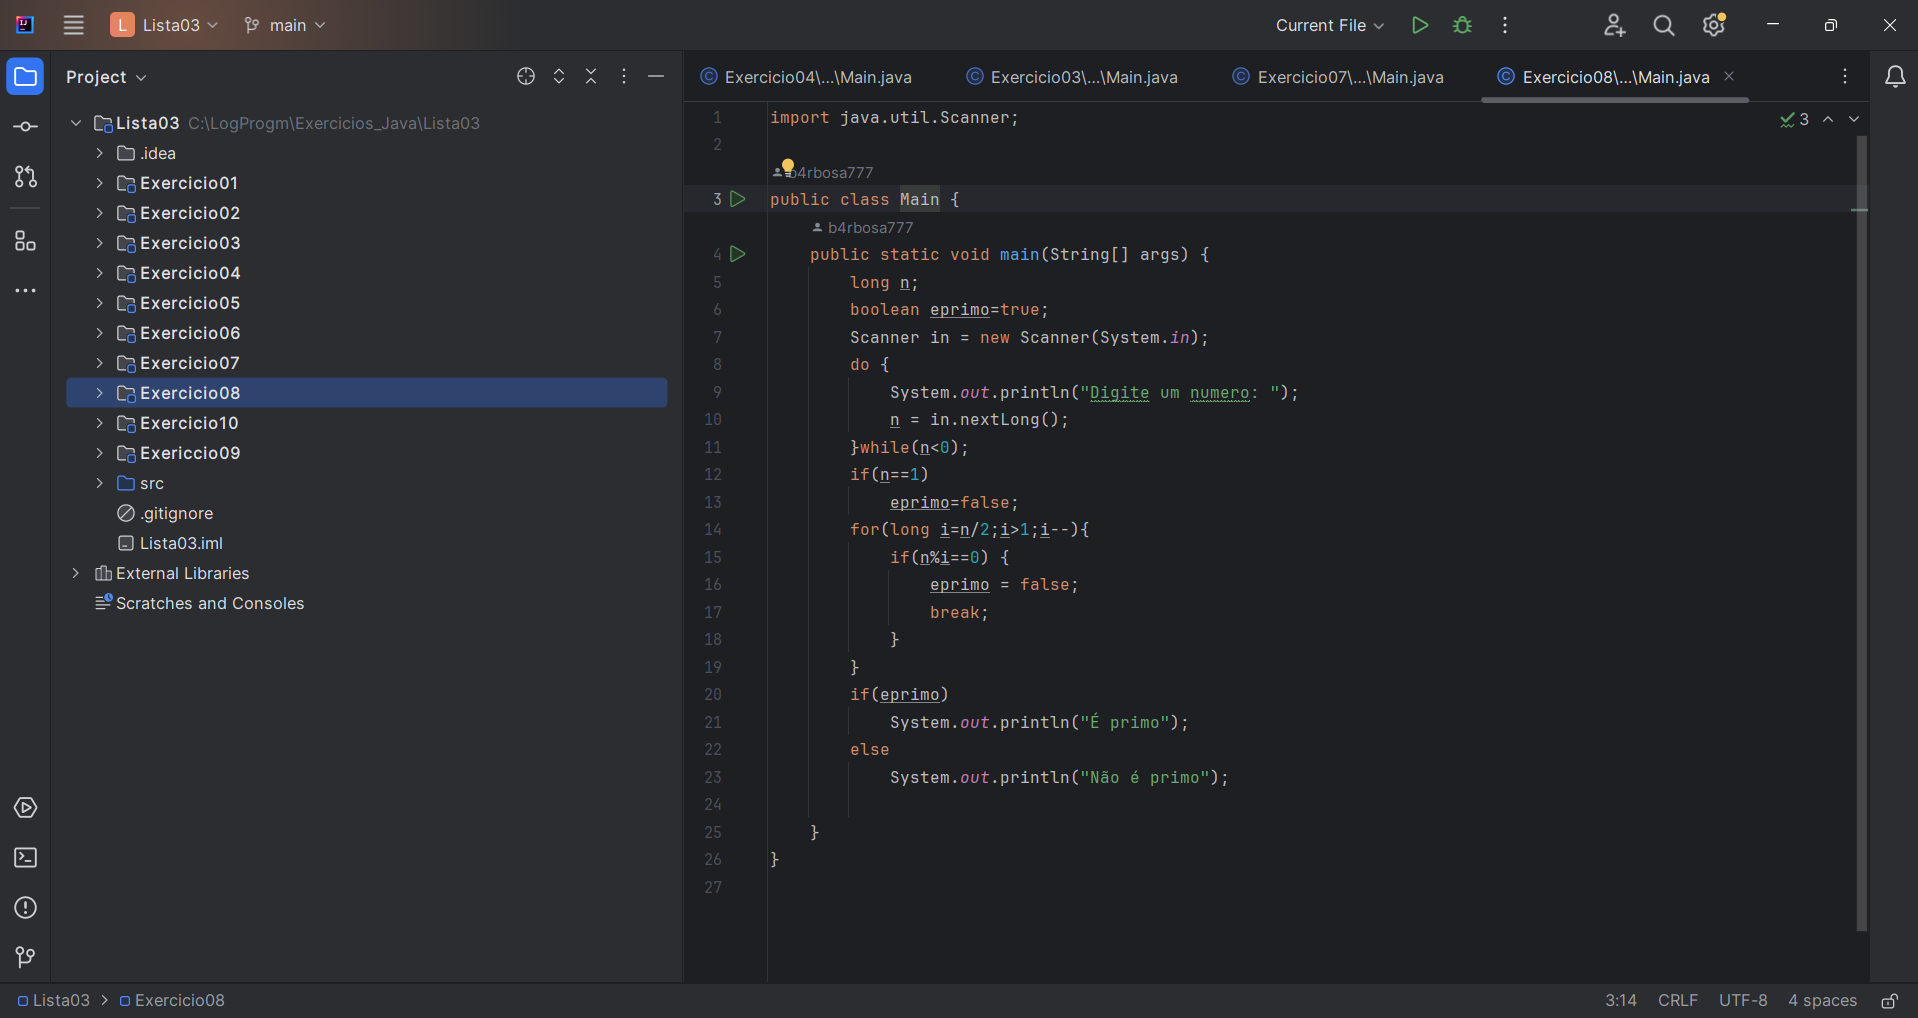 L Lista03 main Current File
Project
Exercicio04\...\Main.java Exercicio03\...\Main.java Exercicio07\...\Main.java Exercicio08\...\Main.java
Lista03 C:\LogProgm\Exercicios_Java\Lista03
.idea
Exercicio01
Exercicio02
Exercicio03
Exercicio04
Exercicio05
Exercicio06
Exercicio07
Exercicio08
Exercicio10
Exericcio09
src
.gitignore
Lista03.iml
External Libraries
Scratches and Consoles
3
1 import java.util.Scanner;
2
b4rbosa777
3 public class Main {
b4rbosa777
4 public static void main(String[] args) {
5 long n;
6 boolean eprimo=true;
7 Scanner in = new Scanner(System.in);
8 do {
9 System.out.println("Digite um numero: ");
10 n = in.nextLong();
11 }while(n<0);
12 if(n==1)
13 eprimo=false;
14 for(long i=n/2;i>1;i--){
15 if(n%i==0) {
16 eprimo = false;
17 break;
18 }
19 }
20 if(eprimo)
21 System.out.println("É primo");
22 else
23 System.out.println("Não é primo");
24
25 }
26 }
27
Lista03 > Exercicio08
3:14 CRLF UTF-8 4 spaces